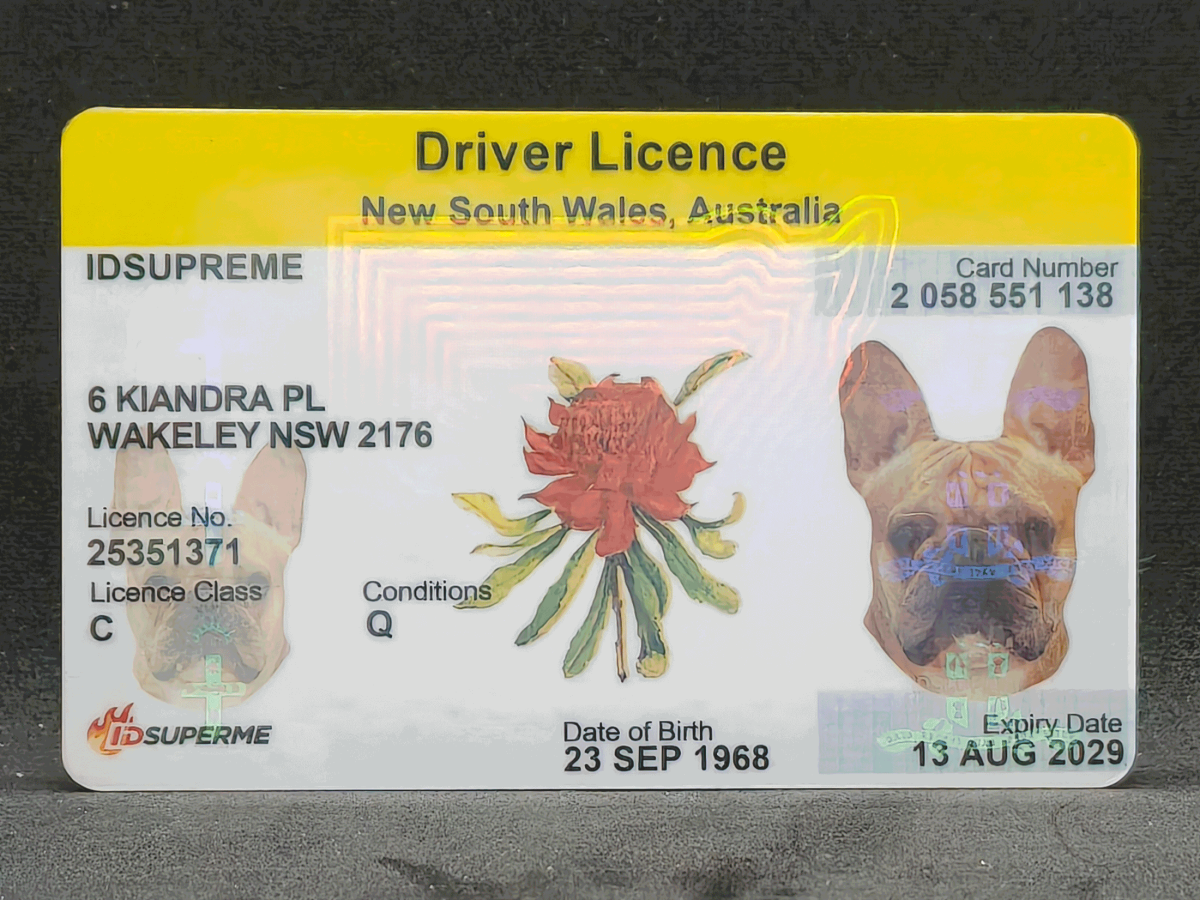 Driver Licence
New South Wales, Australia
IDSUPREME
Card Number
2 058 551 138
6 KIANDRA PL
WAKELEY NSW 2176
Licence No.
25351371
Licence Class
C
Conditions
Q
IDSUPERME
Date of Birth
23 SEP 1968
Expiry Date
13 AUG 2029